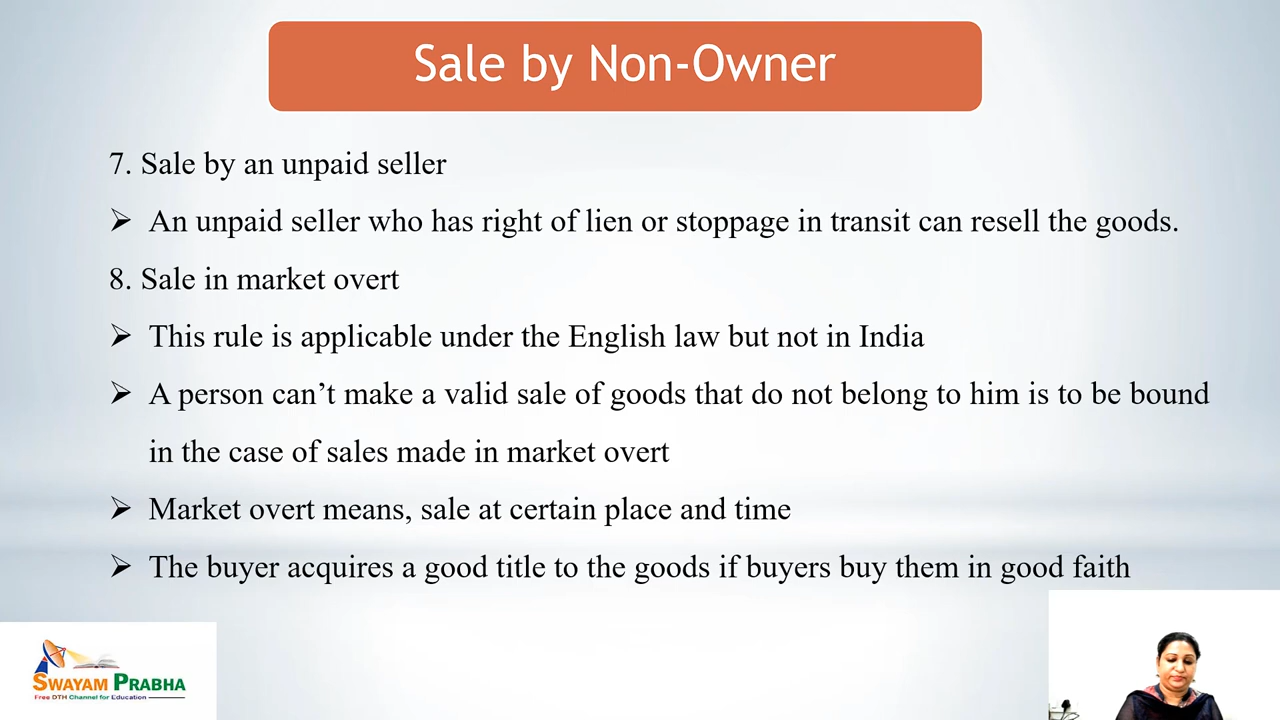 Sale by Non-Owner
7. Sale by an unpaid seller
➢ An unpaid seller who has right of lien or stoppage in transit can resell the goods.
8. Sale in market overt
➢ This rule is applicable under the English law but not in India
➢ A person can’t make a valid sale of goods that do not belong to him is to be bound
in the case of sales made in market overt
➢ Market overt means, sale at certain place and time
➢ The buyer acquires a good title to the goods if buyers buy them in good faith
SWAYAM PRABHA
Free DTH Channel for Education